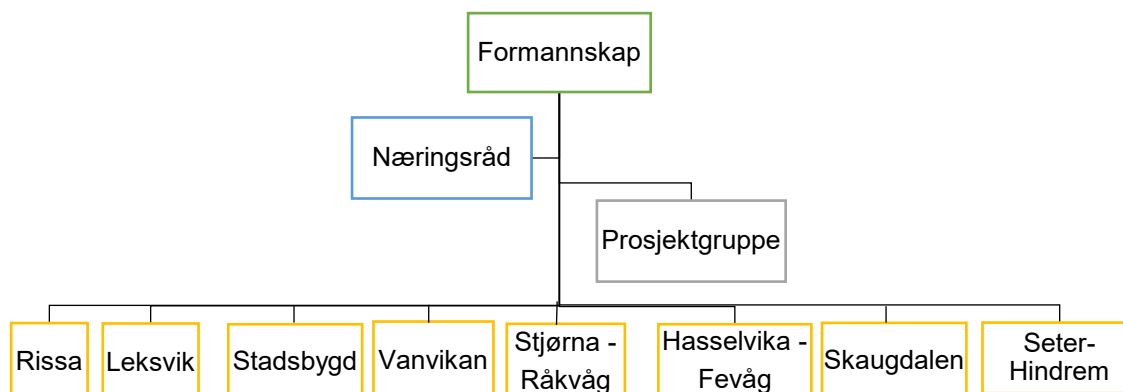 Formannskap
Næringsråd
Prosjektgruppe
Rissa
Leksvik
Stadsbygd
Vanvikan
Stjørna -
Råkvåg
Hasselvika -
Fevåg
Skaugdalen
Seter-
Hindrem